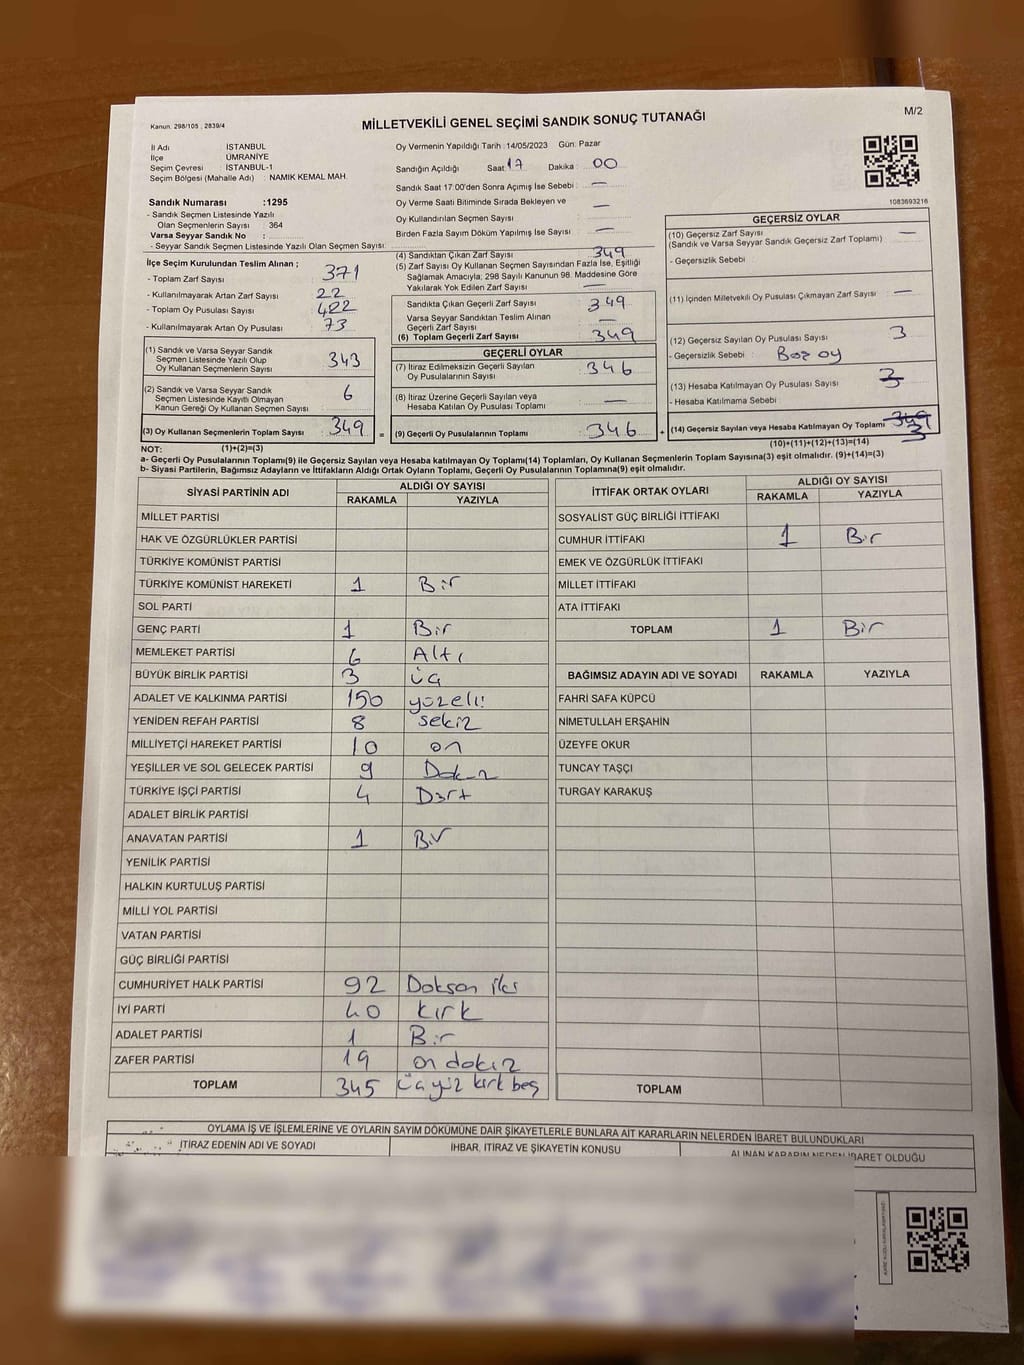 Kanun. 298/105 , 2839/4
MİLLETVEKİLİ GENEL SEÇİMİ SANDIK SONUÇ TUTANAĞI
M/2
İl Adı İSTANBUL
İlçe ÜMRANİYE
Seçim Çevresi : İSTANBUL-1
Seçim Bölgesi (Mahalle Adı) : NAMIK KEMAL MAH.
Oy Vermenin Yapıldığı Tarih : 14/05/2023 Gün: Pazar
Sandığın Açıldığı Saat 17 Dakika : 00
Sandık Saat 17.00'den Sonra Açımış İse Sebebi : —
Oy Verme Saati Bitiminde Sırada Bekleyen ve
Oy Kullandırılan Seçmen Sayısı : —
Birden Fazla Sayım Döküm Yapılmış İse Sayısı : —
1083693216
Sandık Numarası :1295
- Sandık Seçmen Listesinde Yazılı
Olan Seçmenlerin Sayısı : 364
Varsa Seyyar Sandık No :
- Seyyar Sandık Seçmen Listesinde Yazılı Olan Seçmen Sayısı:
İlçe Seçim Kurulundan Teslim Alınan ;
- Toplam Zarf Sayısı : 371
- Kullanılmayarak Artan Zarf Sayısı : 22
- Toplam Oy Pusulası Sayısı : 422
- Kullanılmayarak Artan Oy Pusulası : 73
(1) Sandık ve Varsa Seyyar Sandık
Seçmen Listesinde Yazılı Olup
Oy Kullanan Seçmenlerin Sayısı : 343
(2) Sandık ve Varsa Seyyar Sandık
Seçmen Listesinde Kayıtlı Olmayan
Kanun Gereği Oy Kullanan Seçmen Sayısı : 6
(3) Oy Kullanan Seçmenlerin Toplam Sayısı : 349 =
(4) Sandıktan Çıkan Zarf Sayısı : 349
(5) Zarf Sayısı Oy Kullanan Seçmen Sayısından Fazla İse, Eşitliği
Sağlamak Amacıyla; 298 Sayılı Kanunun 98. Maddesine Göre
Yakılarak Yok Edilen Zarf Sayısı : —
Sandıkta Çıkan Geçerli Zarf Sayısı : 349
Varsa Seyyar Sandıktan Teslim Alınan
Geçerli Zarf Sayısı : —
(6) Toplam Geçerli Zarf Sayısı : 349
GEÇERLİ OYLAR
(7) İtiraz Edilmeksizin Geçerli Sayılan
Oy Pusulalarının Sayısı : 346
(8) İtiraz Üzerine Geçerli Sayılan veya
Hesaba Katılan Oy Pusulası Toplamı : —
(9) Geçerli Oy Pusulalarının Toplamı : 346 +
GEÇERSİZ OYLAR
(10) Geçersiz Zarf Sayısı : —
(Sandık ve Varsa Seyyar Sandık Geçersiz Zarf Toplamı)
- Geçersizlik Sebebi :
(11) İçinden Milletvekili Oy Pusulası Çıkmayan Zarf Sayısı : —
(12) Geçersiz Sayılan Oy Pusulası Sayısı : 3
- Geçersizlik Sebebi : Boş oy
(13) Hesaba Katılmayan Oy Pusulası Sayısı : 3
- Hesaba Katılmama Sebebi :
(14) Geçersiz Sayılan veya Hesaba Katılmayan Oy Toplamı : 349 3
NOT: (1)+(2)=(3)
(10)+(11)+(12)+(13)=(14)
a- Geçerli Oy Pusulalarının Toplamı(9) ile Geçersiz Sayılan veya Hesaba katılmayan Oy Toplamı(14) Toplamları, Oy Kullanan Seçmenlerin Toplam Sayısına(3) eşit olmalıdır. (9)+(14)=(3)
b- Siyasi Partilerin, Bağımsız Adayların ve İttifakların Aldığı Ortak Oyların Toplamı, Geçerli Oy Pusulalarının Toplamına(9) eşit olmalıdır.
SİYASİ PARTİNİN ADI ALDIĞI OY SAYISI
RAKAMLA YAZIYLA
MİLLET PARTİSİ
HAK VE ÖZGÜRLÜKLER PARTİSİ
TÜRKİYE KOMÜNİST PARTİSİ
TÜRKİYE KOMÜNİST HAREKETİ 1 Bir
SOL PARTİ
GENÇ PARTİ 1 Bir
MEMLEKET PARTİSİ 6 Altı
BÜYÜK BİRLİK PARTİSİ 3 üç
ADALET VE KALKINMA PARTİSİ 150 yüzelli
YENİDEN REFAH PARTİSİ 8 sekiz
MİLLİYETÇİ HAREKET PARTİSİ 10 on
YEŞİLLER VE SOL GELECEK PARTİSİ 9 Dokuz
TÜRKİYE İŞÇİ PARTİSİ 4 Dört
ADALET BİRLİK PARTİSİ
ANAVATAN PARTİSİ 1 Bir
YENİLİK PARTİSİ
HALKIN KURTULUŞ PARTİSİ
MİLLİ YOL PARTİSİ
VATAN PARTİSİ
GÜÇ BİRLİĞİ PARTİSİ
CUMHURİYET HALK PARTİSİ 92 Doksan iki
İYİ PARTİ 40 kırk
ADALET PARTİSİ 1 Bir
ZAFER PARTİSİ 19 on dokuz
TOPLAM 345 üçyüz kırk beş
İTTİFAK ORTAK OYLARI ALDIĞI OY SAYISI
RAKAMLA YAZIYLA
SOSYALİST GÜÇ BİRLİĞİ İTTİFAKI
CUMHUR İTTİFAKI 1 Bir
EMEK VE ÖZGÜRLÜK İTTİFAKI
MİLLET İTTİFAKI
ATA İTTİFAKI
TOPLAM 1 Bir
BAĞIMSIZ ADAYIN ADI VE SOYADI RAKAMLA YAZIYLA
FAHRİ SAFA KÜPCÜ
NİMETULLAH ERŞAHİN
ÜZEYFE OKUR
TUNCAY TAŞÇI
TURGAY KARAKUŞ
TOPLAM
OYLAMA İŞ VE İŞLEMLERİNE VE OYLARIN SAYIM DÖKÜMÜNE DAİR ŞİKAYETLERLE BUNLARA AİT KARARLARIN NELERDEN İBARET BULUNDUKLARI
İTİRAZ EDENİN ADI VE SOYADI İHBAR, İTİRAZ VE ŞİKAYETİN KONUSU ALINAN KARARIN NEDEN İBARET OLDUĞU